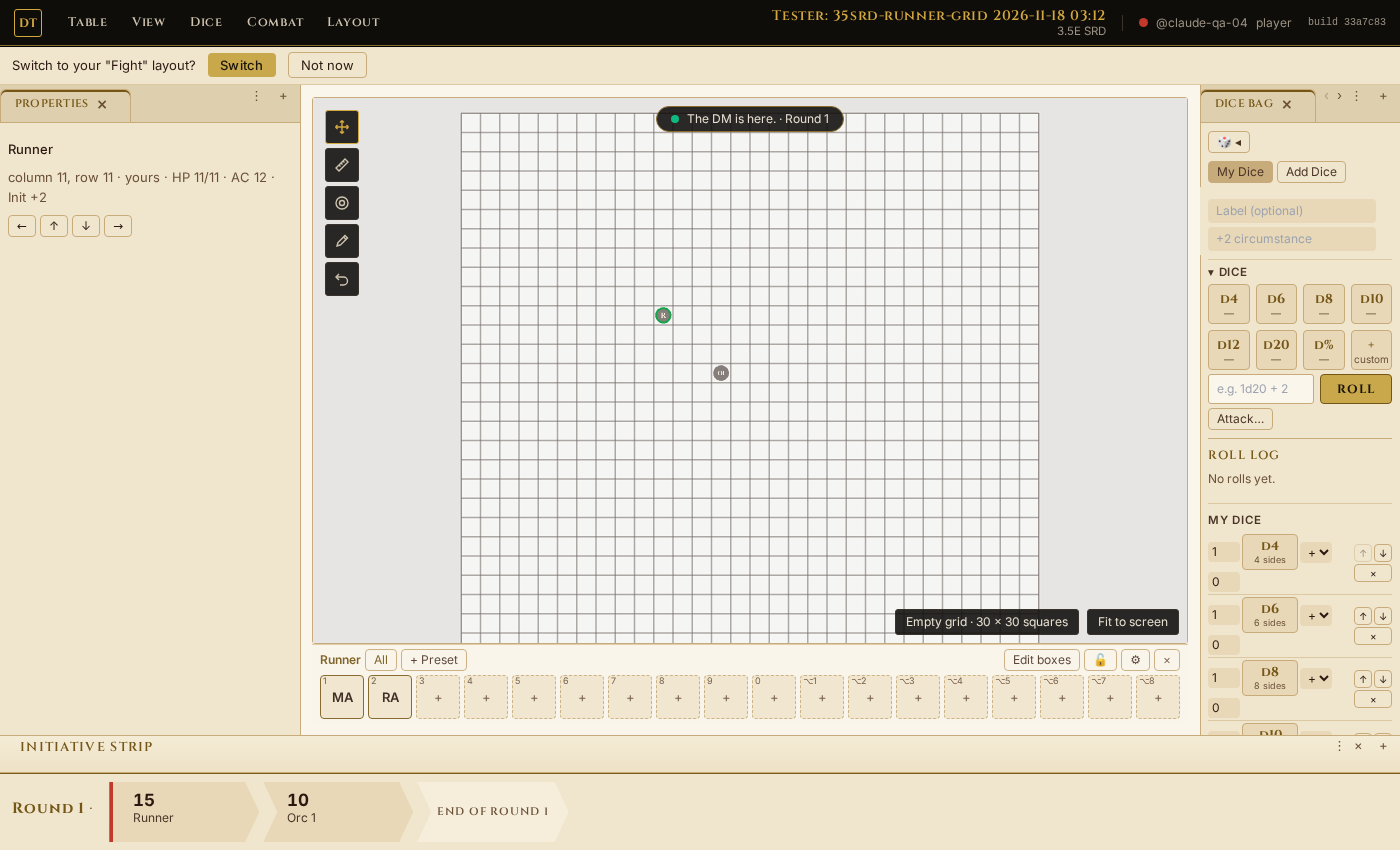 DT TABLE VIEW DICE COMBAT LAYOUT
TESTER: 35SRD-RUNNER-GRID 2026-11-18 03:12
3.5E SRD
@claude-qa-04 player build 33a7c83
Switch to your "Fight" layout? Switch Not now
PROPERTIES ✕ ⋮ +
Runner
column 11, row 11 · yours · HP 11/11 · AC 12 ·
Init +2
← ↑ ↓ →
The DM is here. · Round 1
R
Empty grid · 30 × 30 squares Fit to screen
Runner All + Preset Edit boxes 🔓 ⚙ ×
1 2 3 4 5 6 7 8 9 0 ⌥1 ⌥2 ⌥3 ⌥4 ⌥5 ⌥6 ⌥7 ⌥8
MA RA + + + + + + + + + + + + + + + +
DICE BAG ✕ ‹ › ⋮ +
🎲 ◂
My Dice Add Dice
Label (optional)
+2 circumstance
▾ DICE
D4 D6 D8 D10
— — — —
D12 D20 D% +
— — — custom
e.g. 1d20 + 2 ROLL
Attack...
ROLL LOG
No rolls yet.
MY DICE
1 D4 + ↑ ↓
4 sides ×
0
1 D6 + ↑ ↓
6 sides ×
0
1 D8 + ↑ ↓
8 sides ×
0
D10
INITIATIVE STRIP ⋮ × +
ROUND 1 ·
15
Runner
10
Orc 1
END OF ROUND 1